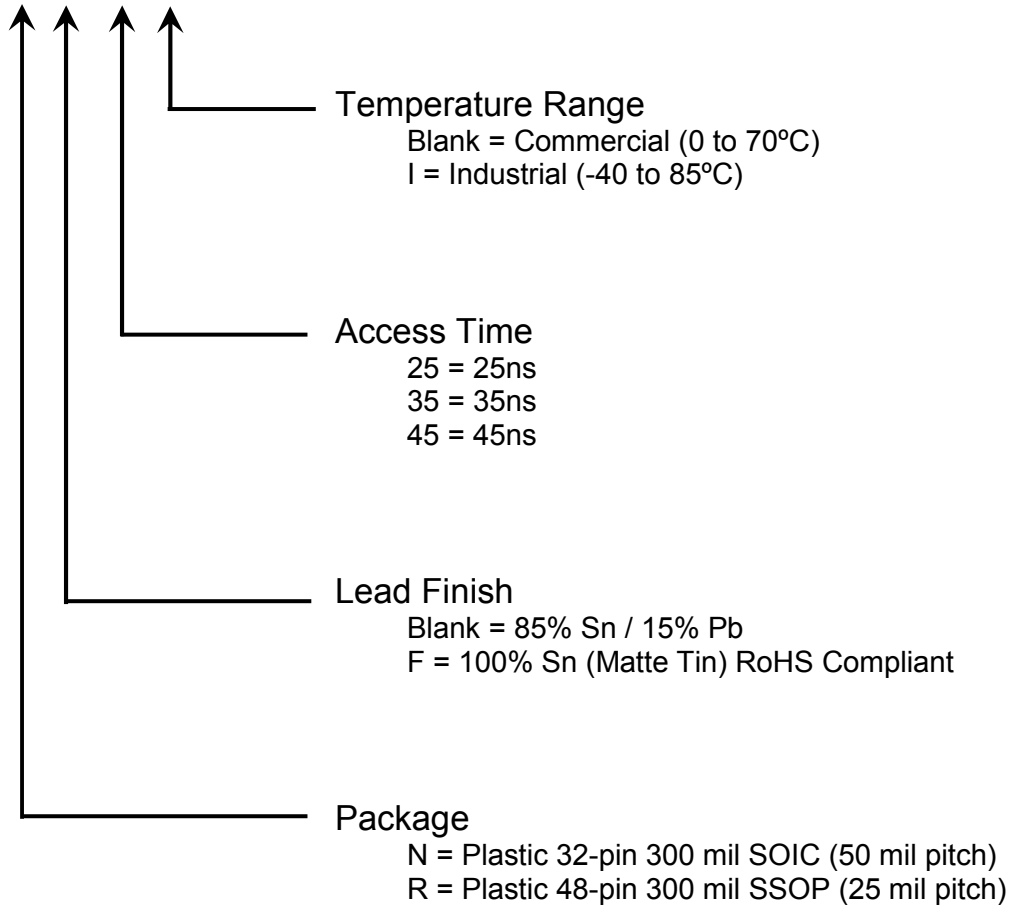 Temperature Range
Blank = Commercial (0 to 70ºC)
I = Industrial (-40 to 85ºC)
Access Time
25 = 25ns
35 = 35ns
45 = 45ns
Lead Finish
Blank = 85% Sn / 15% Pb
F = 100% Sn (Matte Tin) RoHS Compliant
Package
N = Plastic 32-pin 300 mil SOIC (50 mil pitch)
R = Plastic 48-pin 300 mil SSOP (25 mil pitch)